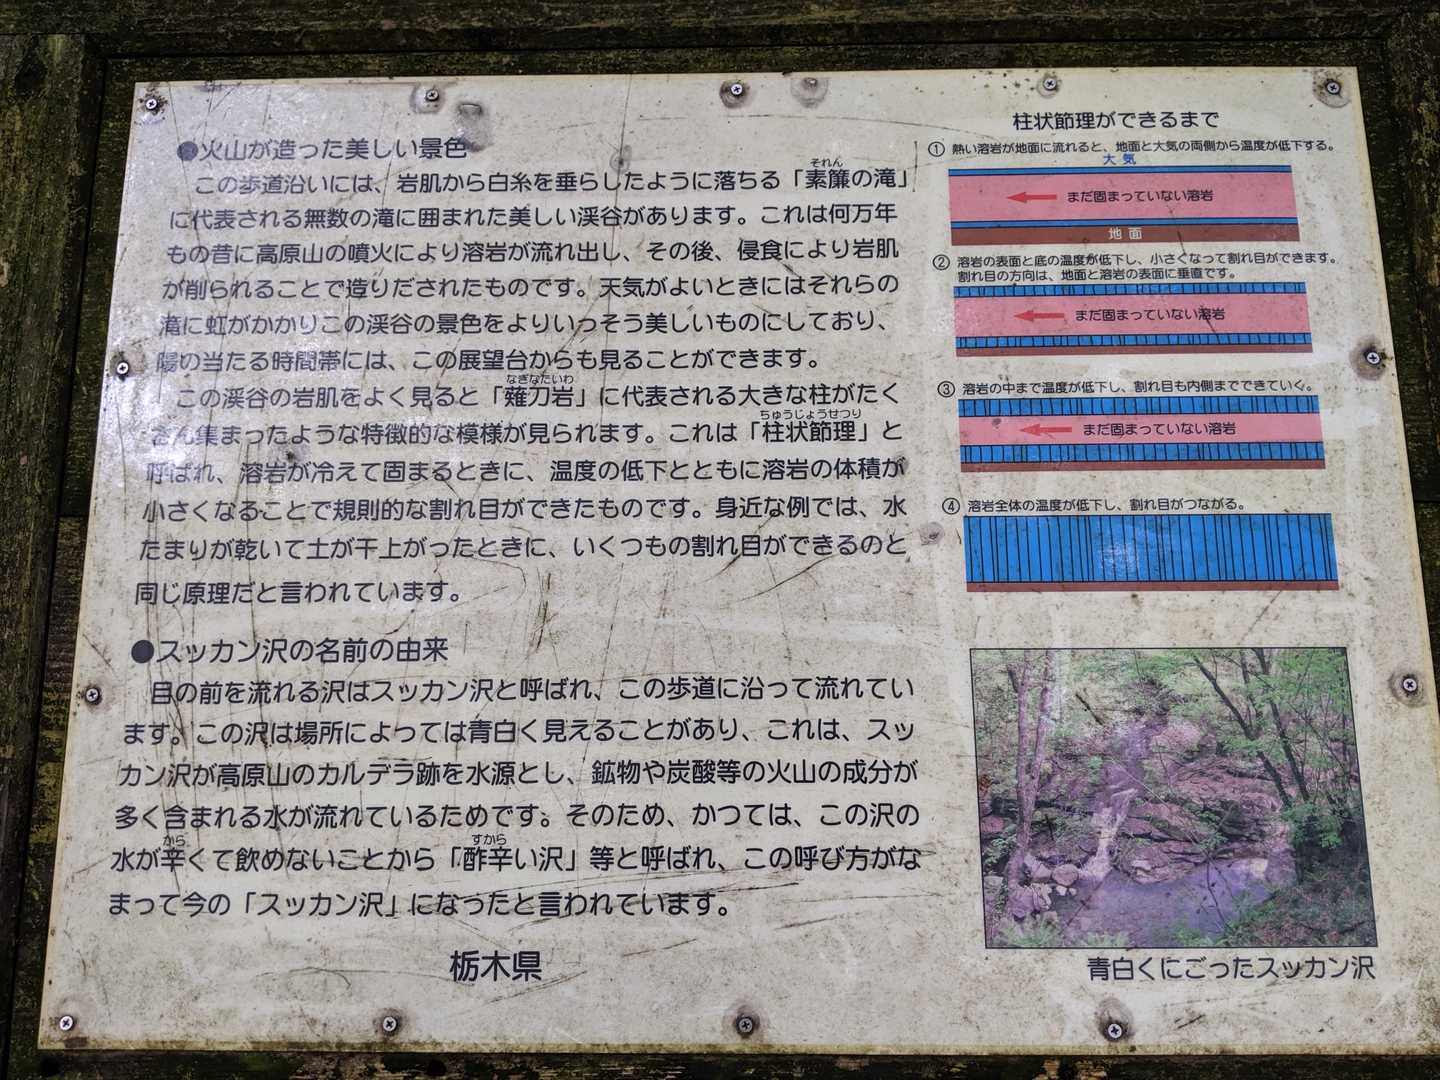 ●火山が造った美しい景色
この歩道沿いには、岩肌から白糸を垂らしたように落ちる「素簾の滝」
それん
に代表される無数の滝に囲まれた美しい渓谷があります。これは何万年
もの昔に高原山の噴火により溶岩が流れ出し、その後、侵食により岩肌
が削られることで造りだされたものです。天気がよいときにはそれらの
滝に虹がかかりこの渓谷の景色をよりいっそう美しいものにしており、
陽の当たる時間帯には、この展望台からも見ることができます。
この渓谷の岩肌をよく見ると「薙刀岩」に代表される大きな柱がたく
なぎなたいわ
さん集まったような特徴的な模様が見られます。これは「柱状節理」と
ちゅうじょうせつり
呼ばれ、溶岩が冷えて固まるときに、温度の低下とともに溶岩の体積が
小さくなることで規則的な割れ目ができたものです。身近な例では、水
たまりが乾いて土が干上がったときに、いくつもの割れ目ができるのと
同じ原理だと言われています。
●スッカン沢の名前の由来
目の前を流れる沢はスッカン沢と呼ばれ、この歩道に沿って流れてい
ます。この沢は場所によっては青白く見えることがあり、これは、スッ
カン沢が高原山のカルデラ跡を水源とし、鉱物や炭酸等の火山の成分が
多く含まれる水が流れているためです。そのため、かつては、この沢の
水が辛くて飲めないことから「酢辛い沢」等と呼ばれ、この呼び方がな
から
すから
まって今の「スッカン沢」になったと言われています。
栃木県
柱状節理ができるまで
① 熱い溶岩が地面に流れると、地面と大気の両側から温度が低下する。
大気
まだ固まっていない溶岩
地面
② 溶岩の表面と底の温度が低下し、小さくなって割れ目ができます。
割れ目の方向は、地面と溶岩の表面に垂直です。
まだ固まっていない溶岩
③ 溶岩の中まで温度が低下し、割れ目も内側までできていく。
まだ固まっていない溶岩
④ 溶岩全体の温度が低下し、割れ目がつながる。
青白くにごったスッカン沢